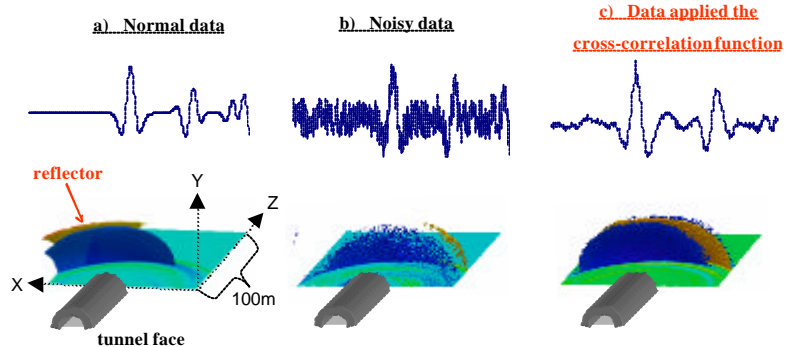 a) Normal data
b) Noisy data
c) Data applied the
cross-correlation function
reflector
Y
Z
X
100m
tunnel face